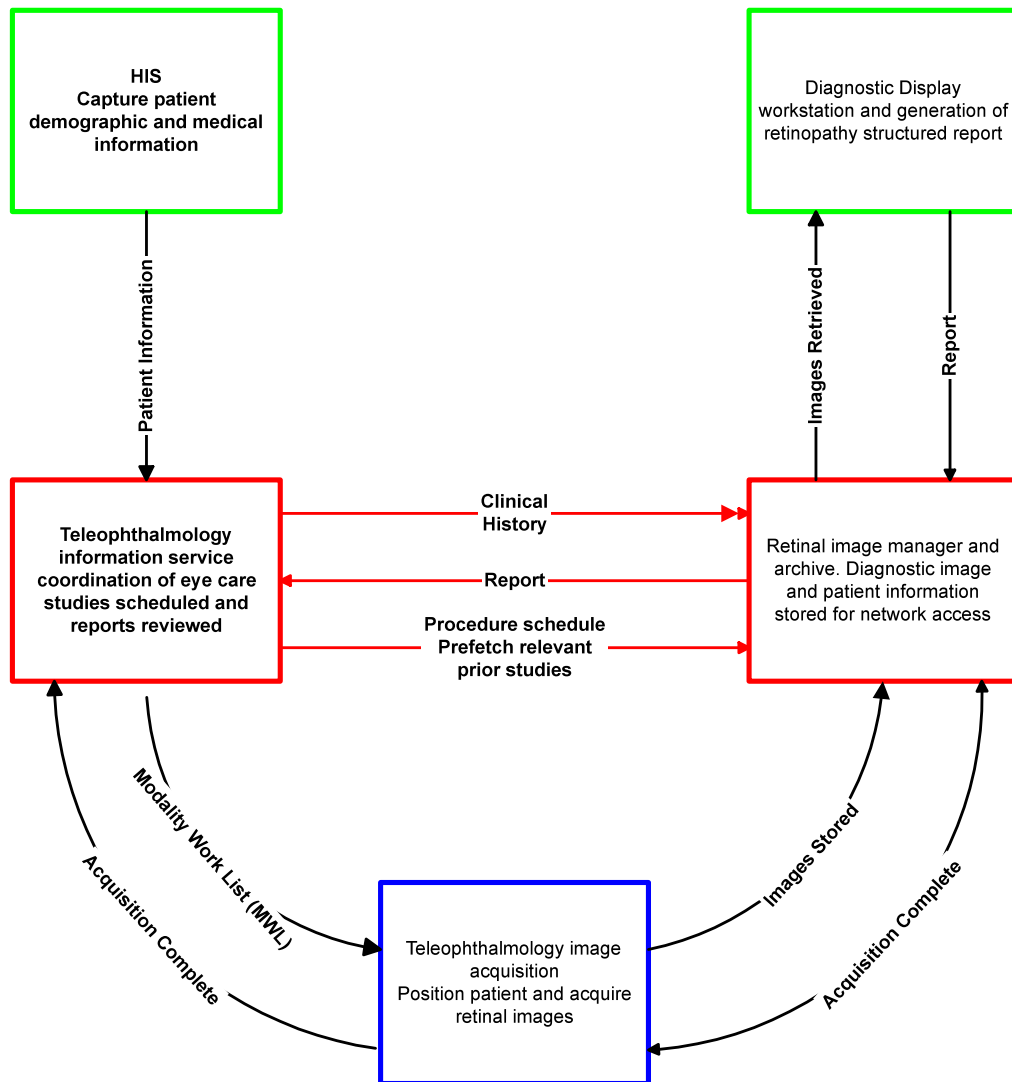 HIS
Capture patient
demographic and medical
information
Diagnostic Display
workstation and generation of
retinopathy structured report
Patient Information
Images Retrieved
Report
Teleophthalmology
information service
coordination of eye care
studies scheduled and
reports reviewed
Clinical
History
Report
Procedure schedule
Prefetch relevant
prior studies
Retinal image manager and
archive. Diagnostic image
and patient information
stored for network access
Modality Work List (MWL)
Acquisition Complete
Images Stored
Acquisition Complete
Teleophthalmology image
acquisition
Position patient and acquire
retinal images